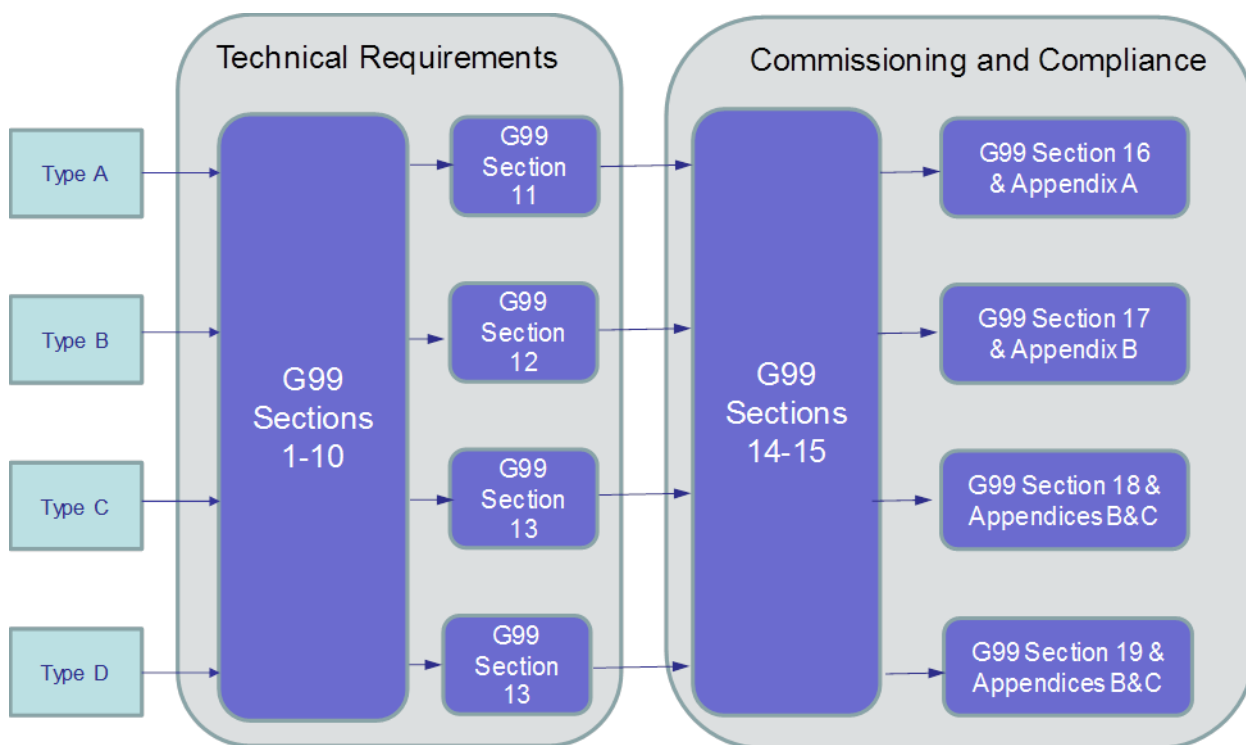 Technical Requirements
Commissioning and Compliance
Type A
Type B
Type C
Type D
G99
Sections
1-10
G99
Section
11
G99
Section
12
G99
Section
13
G99
Section
13
G99
Sections
14-15
G99 Section 16
& Appendix A
G99 Section 17
& Appendix B
G99 Section 18 &
Appendices B&C
G99 Section 19 &
Appendices B&C